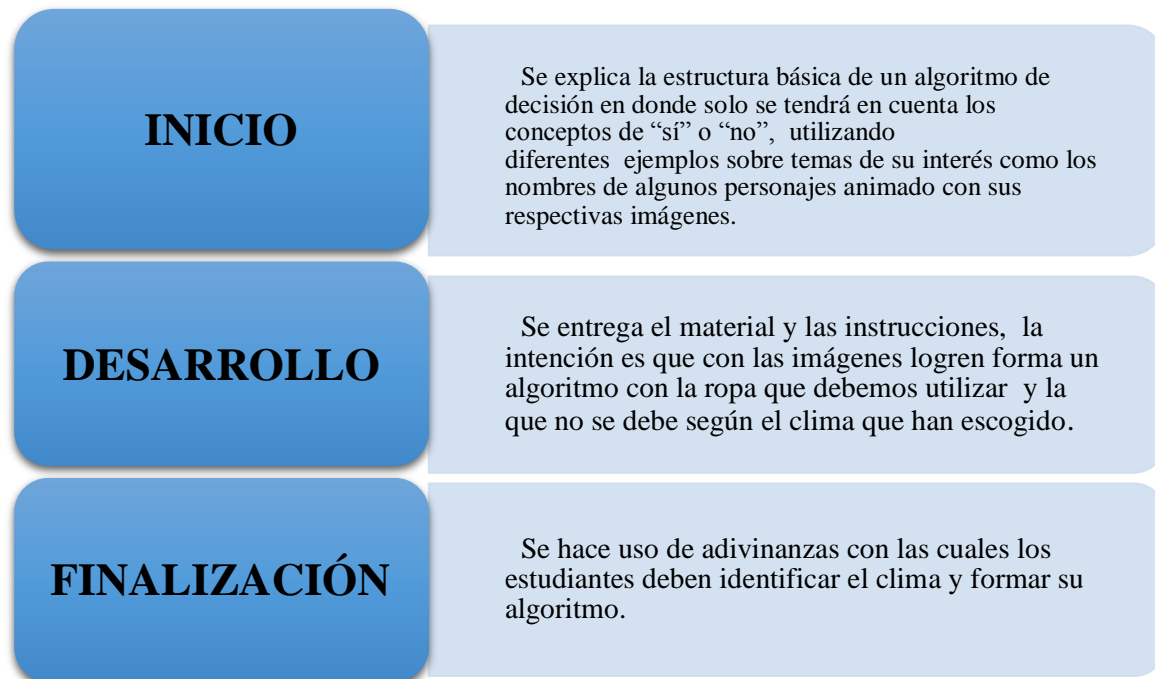 INICIO
Se explica la estructura básica de un algoritmo de
decisión en donde solo se tendrá en cuenta los
conceptos de “sí” o “no”, utilizando
diferentes ejemplos sobre temas de su interés como los
nombres de algunos personajes animado con sus
respectivas imágenes.
DESARROLLO
Se entrega el material y las instrucciones, la
intención es que con las imágenes logren forma un
algoritmo con la ropa que debemos utilizar y la
que no se debe según el clima que han escogido.
FINALIZACIÓN
Se hace uso de adivinanzas con las cuales los
estudiantes deben identificar el clima y formar su
algoritmo.